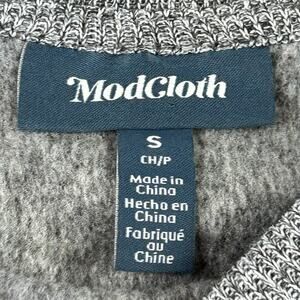 ModCloth
S
CH/P
Made in
China
Hecho en
China
Fabriqué
au
Chine